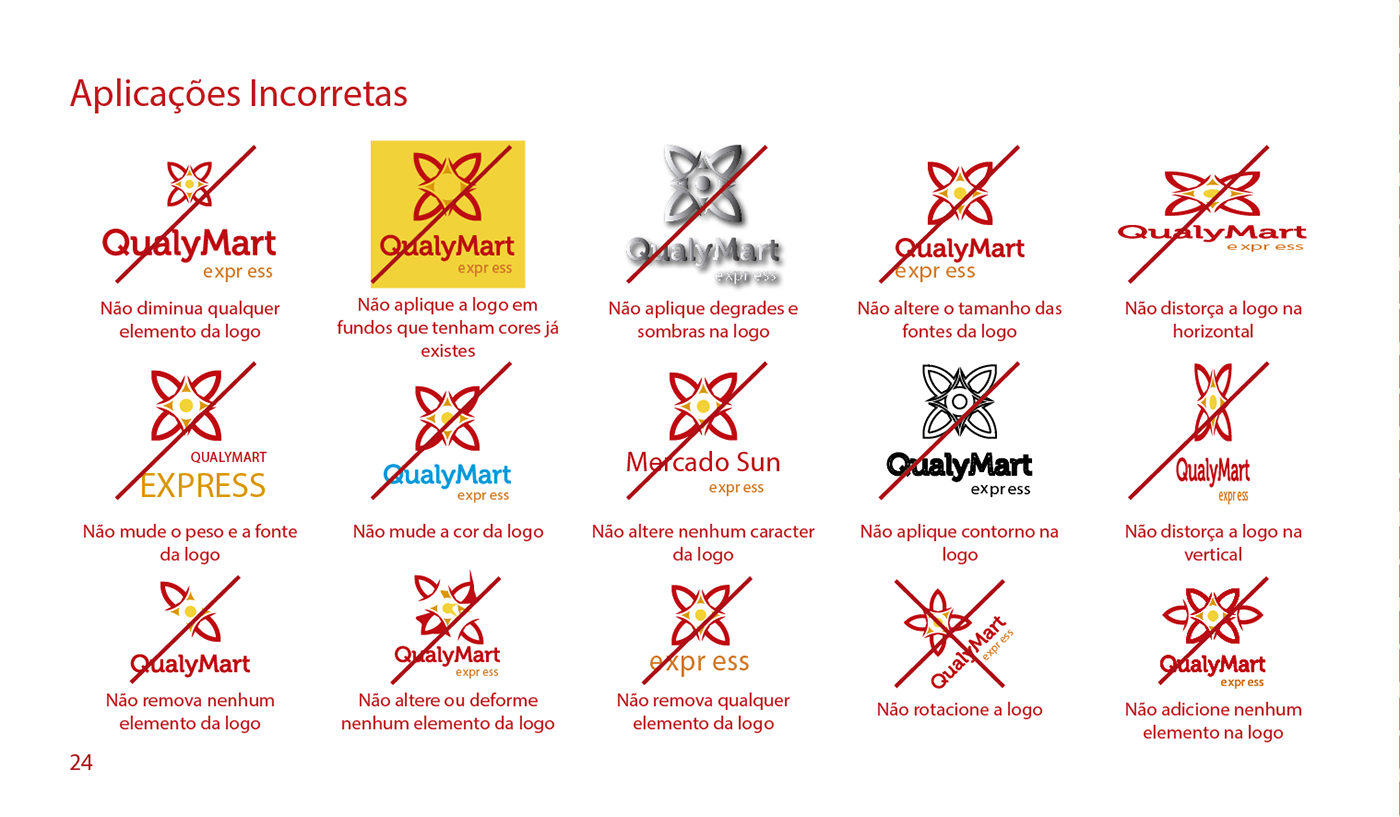 Aplicações Incorretas
QualyMart
expr ess
Não diminua qualquer
elemento da logo
QualyMart
expr ess
Não aplique a logo em
fundos que tenham cores já
existes
QualyMart
expr ess
Não aplique degrades e
sombras na logo
QualyMart
expr ess
Não altere o tamanho das
fontes da logo
QualyMart
expr ess
Não distorça a logo na
horizontal
QUALYMART
EXPRESS
Não mude o peso e a fonte
da logo
QualyMart
expr ess
Não mude a cor da logo
Mercado Sun
expr ess
Não altere nenhum caracter
da logo
QualyMart
expr ess
Não aplique contorno na
logo
QualyMart
expr ess
Não distorça a logo na
vertical
QualyMart
Não remova nenhum
elemento da logo
QualyMart
expr ess
Não altere ou deforme
nenhum elemento da logo
expr ess
Não remova qualquer
elemento da logo
QualyMart
expr ess
Não rotacione a logo
QualyMart
expr ess
Não adicione nenhum
elemento na logo
24